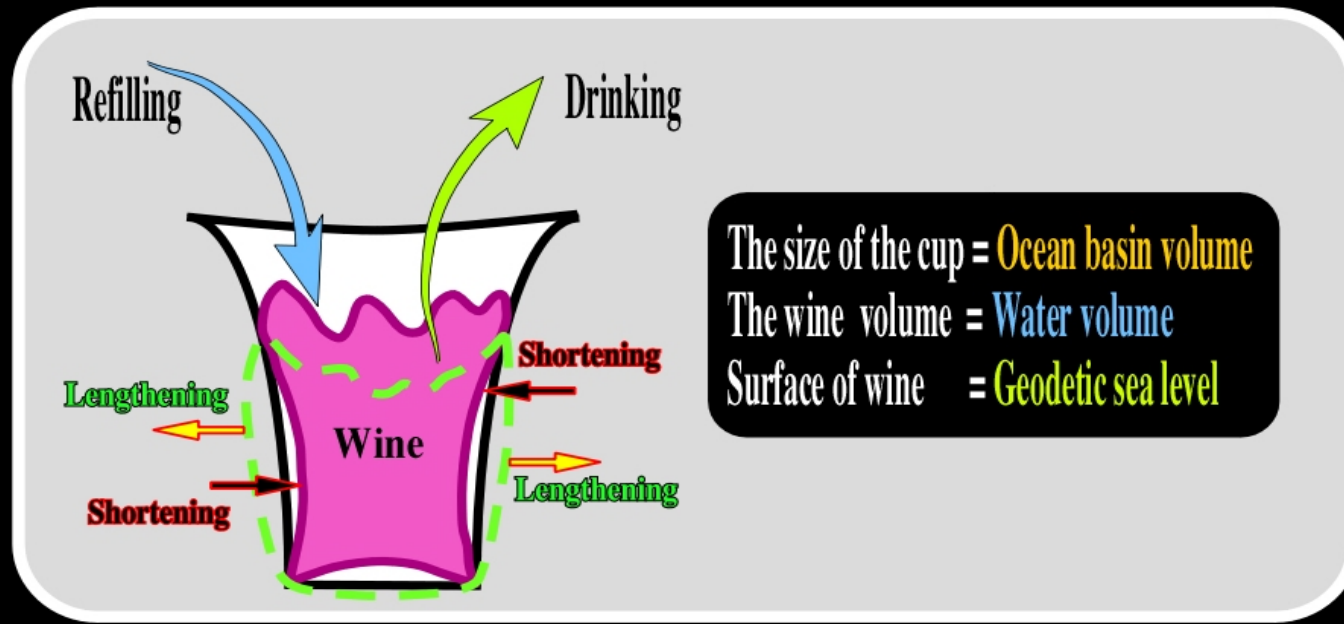 Refilling
Drinking
Shortening
Lengthening
Wine
Lengthening
Shortening
The size of the cup = Ocean basin volume
The wine volume = Water volume
Surface of wine = Geodetic sea level